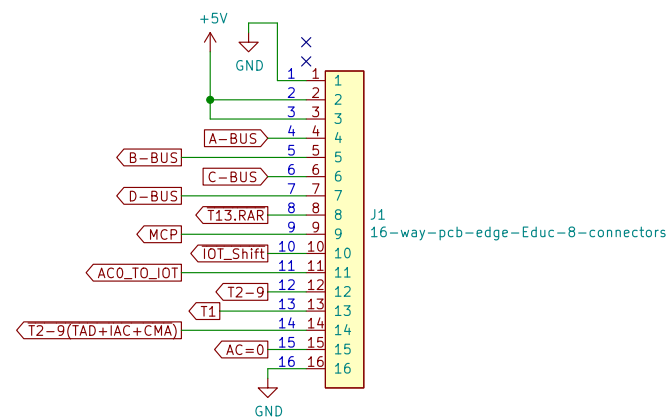 +5V
GND
1 1 1
2 2 2
3 3 3
A-BUS 4 4 4
B-BUS 5 5 5
C-BUS 6 6 6
D-BUS 7 7 7
T13.RAR 8 8 8
J1
MCP 9 9 9
16-way-pcb-edge-Educ-8-connectors
IOT_Shift 10 10 10
AC0_TO_IOT 11 11 11
T2-9 12 12 12
T1 13 13 13
T2-9(TAD+IAC+CMA) 14 14 14
AC=0 15 15 15
16 16 16
GND